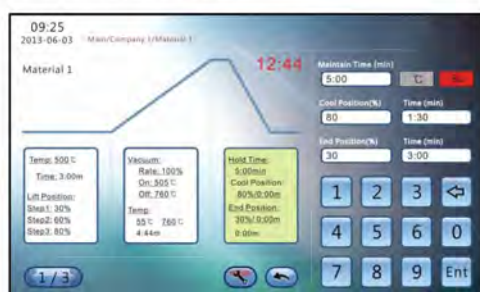 09:25
2013-06-03
Main/Company 1/Material 1
Material 1
12:44
Temp: 500 C
Time: 3:00m
Lift Position:
Step1: 30%
Step2: 60%
Step3: 80%
Vacuum:
Rate: 100%
On: 505 C
Off: 760 C
Temp:
55 C 760 C
4:44m
Hold Time:
5:00min
Cool Position:
80%/0:00m
End Position:
30%/ 0:00m
0:00m
1/3
Maintain Time (min)
5:00
C
Cool Position(%) Time (min)
80 1:30
End Position(%) Time (min)
30 3:00
1 2 3
4 5 6 0
7 8 9 Ent